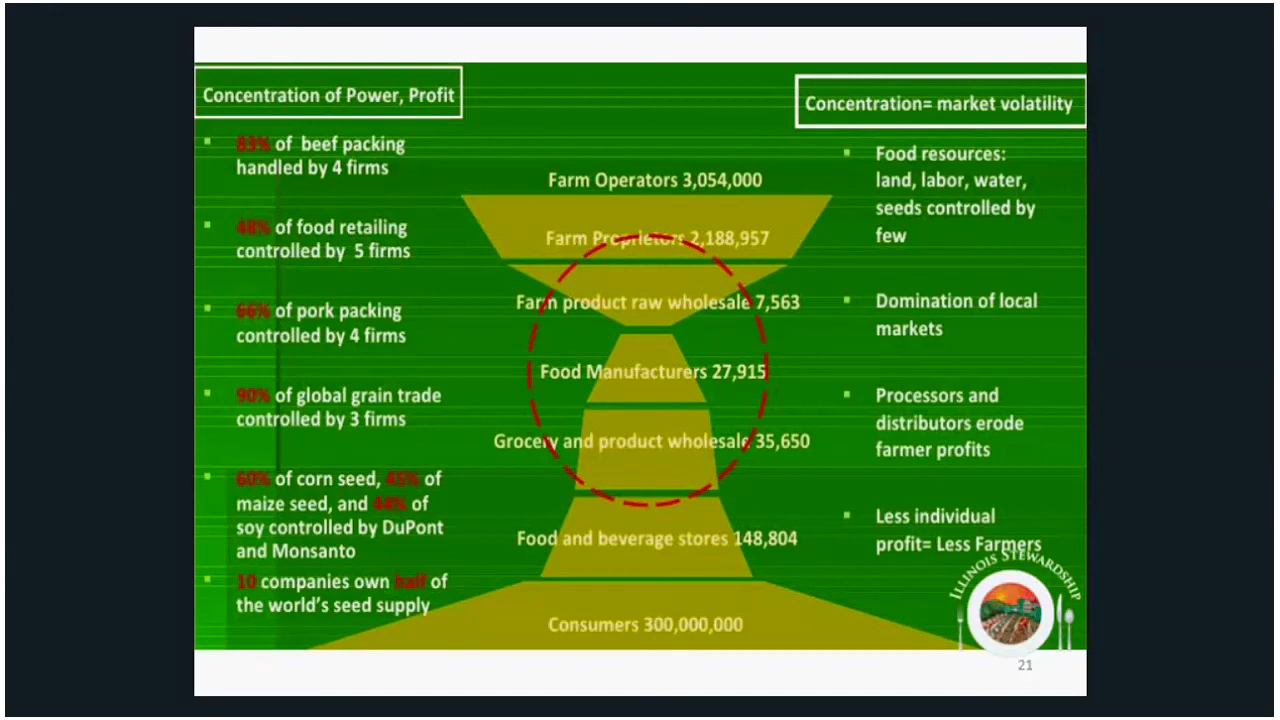 Concentration of Power, Profit
83% of beef packing
handled by 4 firms
48% of food retailing
controlled by 5 firms
66% of pork packing
controlled by 4 firms
90% of global grain trade
controlled by 3 firms
60% of corn seed, 45% of
maize seed, and 44% of
soy controlled by DuPont
and Monsanto
10 companies own half of
the world's seed supply
Farm Operators 3,054,000
Farm Proprietors 2,188,957
Farm product raw wholesale 7,563
Food Manufacturers 27,915
Grocery and product wholesale 35,650
Food and beverage stores 148,804
Consumers 300,000,000
Concentration= market volatility
Food resources:
land, labor, water,
seeds controlled by
few
Domination of local
markets
Processors and
distributors erode
farmer profits
Less individual
profit= Less Farmers
ILLINOIS STEWARDSHIP
21